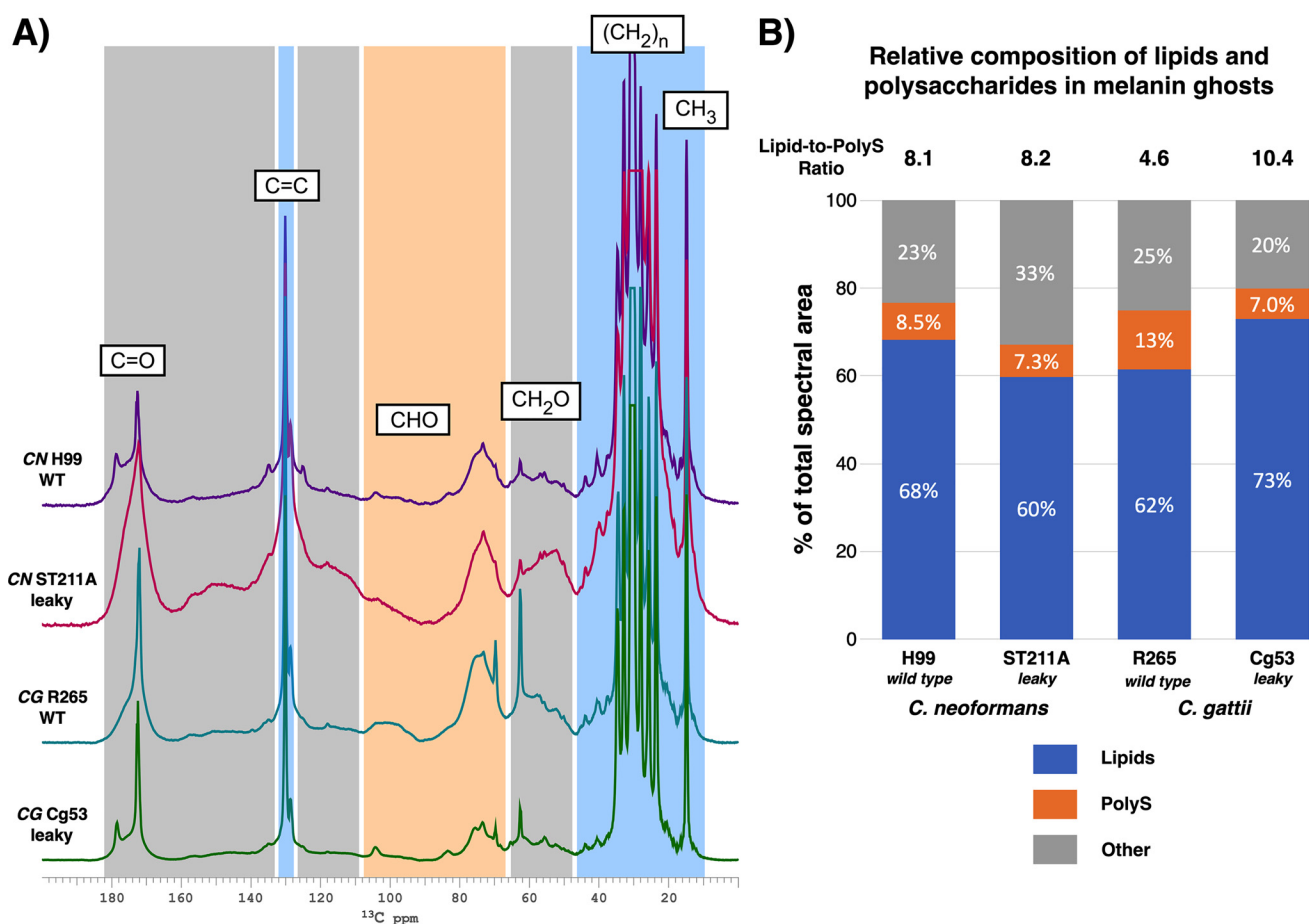 A)
(CH2)n
CH3
C=C
C=O
CHO
CH2O
CN H99
WT
CN ST211A
leaky
CG R265
WT
CG Cg53
leaky
180 160 140 120 100 80 60 40 20
13C ppm
B)
Relative composition of lipids and
polysaccharides in melanin ghosts
Lipid-to-PolyS
Ratio
8.1 8.2 4.6 10.4
% of total spectral area
100
80
60
40
20
0
23% 33% 25% 20%
8.5% 7.3% 13% 7.0%
68% 60% 62% 73%
H99 ST211A R265 Cg53
wild type leaky wild type leaky
C. neoformans C. gattii
Lipids
PolyS
Other